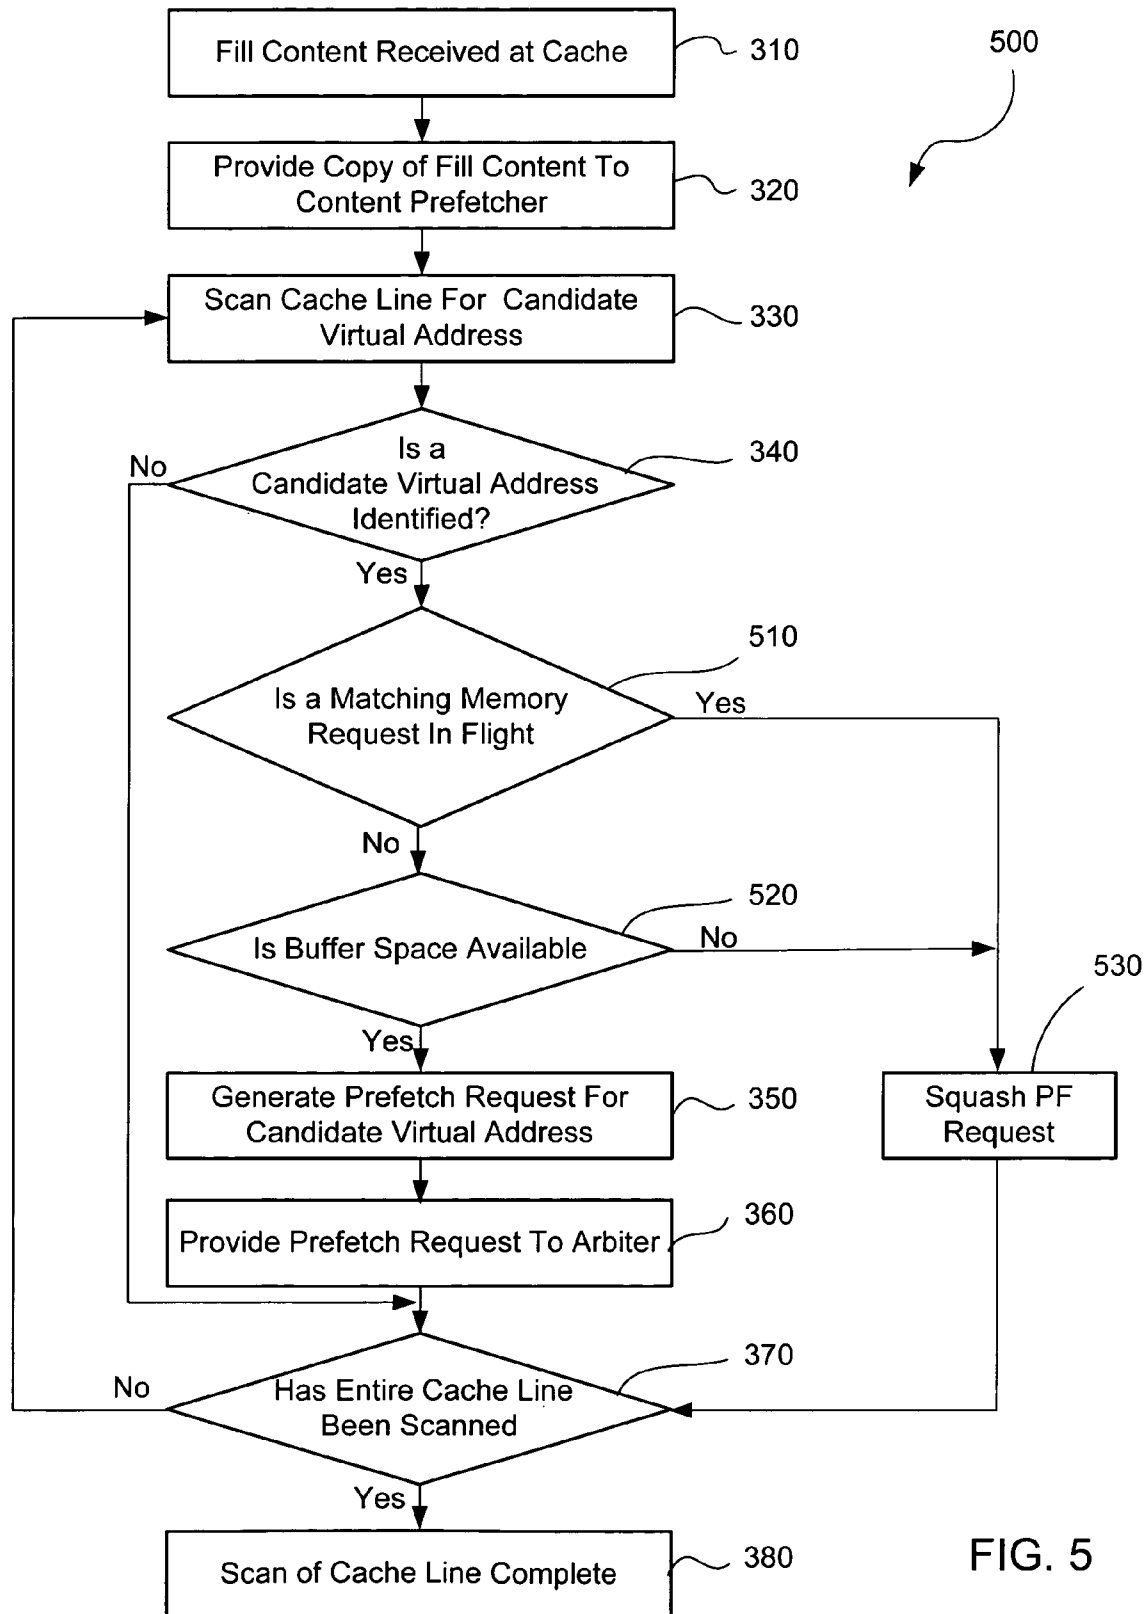 Fill Content Received at Cache
310
500
Provide Copy of Fill Content To
Content Prefetcher
320
Scan Cache Line For Candidate
Virtual Address
330
Is a
Candidate Virtual Address
Identified?
340
No
Yes
Is a Matching Memory
Request In Flight
510
Yes
No
Is Buffer Space Available
520
No
530
Yes
Generate Prefetch Request For
Candidate Virtual Address
350
Squash PF
Request
Provide Prefetch Request To Arbiter
360
Has Entire Cache Line
Been Scanned
370
No
Yes
Scan of Cache Line Complete
380
FIG. 5